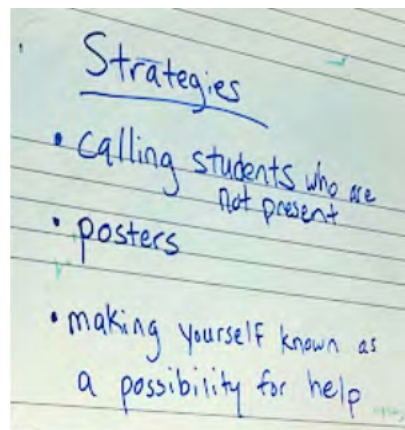 Strategies
• calling students who are
not present
• posters
• making yourself known as
a possibility for help